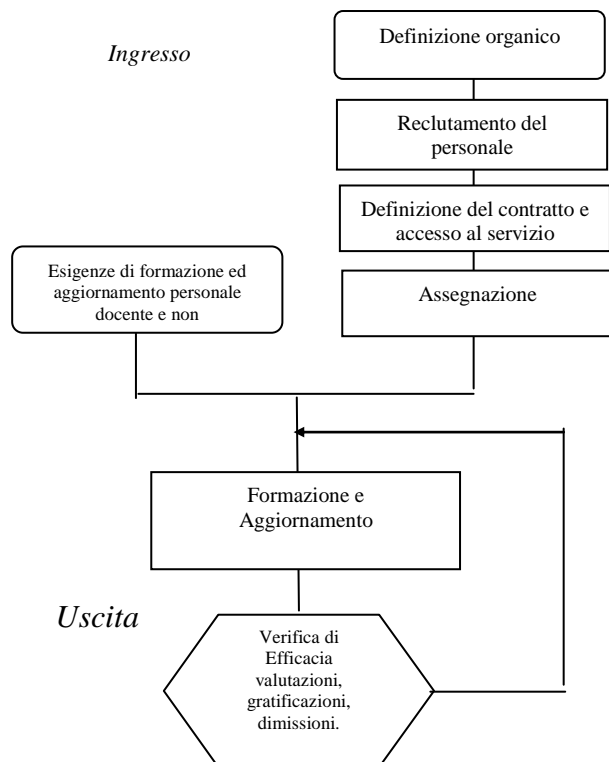 Ingresso
Definizione organico
Reclutamento del
personale
Definizione del contratto e
accesso al servizio
Esigenze di formazione ed
aggiornamento personale
docente e non
Assegnazione
Formazione e
Aggiornamento
Uscita
Verifica di
Efficacia
valutazioni,
gratificazioni,
dimissioni.